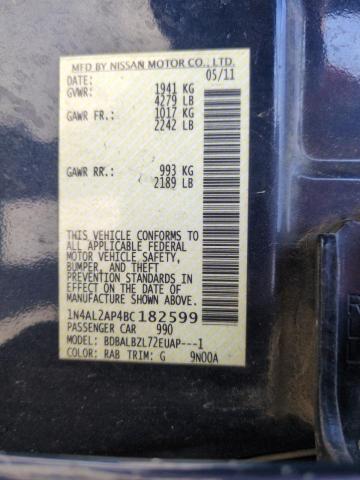 MFD BY NISSAN MOTOR CO., LTD.
DATE: 05/11
GVWR: 1941 KG
4279 LB
GAWR FR.: 1017 KG
2242 LB
GAWR RR.: 993 KG
2189 LB
THIS VEHICLE CONFORMS TO
ALL APPLICABLE FEDERAL
MOTOR VEHICLE SAFETY,
BUMPER, AND THEFT
PREVENTION STANDARDS IN
EFFECT ON THE DATE OF
MANUFACTURE SHOWN ABOVE.
1N4AL2AP4BC182599
PASSENGER CAR 990
MODEL: BDBALBZL72EUAP---1
COLOR: RAB TRIM: G 9N00A